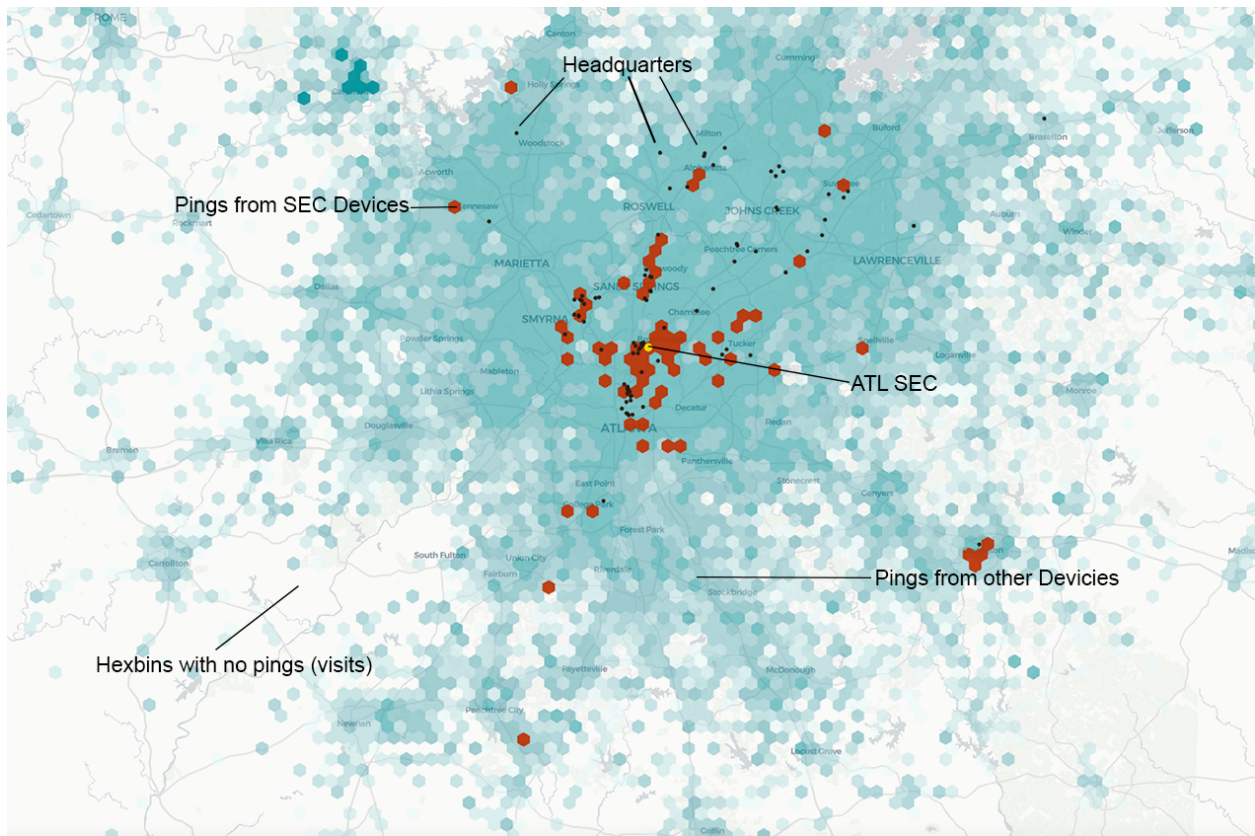 ROME
Canton
Cumming
Headquarters
Holly Springs
Buford
Braselton
Jefferson
Milton
Woodstock
Alpharetta
Acworth
Pings from SEC Devices
Kennesaw
Cedartown
Rockmart
ROSWELL
JOHNS CREEK
Auburn
Winder
Peachtree Corners
MARIETTA
LAWRENCEVILLE
Dallas
SANDY SPRINGS
Chamblee
SMYRNA
Powder Springs
Tucker
Snellville
Loganville
Mableton
ATL SEC
Lithia Springs
Monroe
Decatur
Douglasville
Redan
ATLANTA
Villa Rica
Bremen
Panthersville
Stonecrest
East Point
Conyers
College Park
Forest Park
South Fulton
Union City
Carrollton
Riverdale
Fairburn
Pings from other Devicies
Stockbridge
Hexbins with no pings (visits)
Fayetteville
McDonough
Peachtree City
Newnan
Locust Grove
Griffin